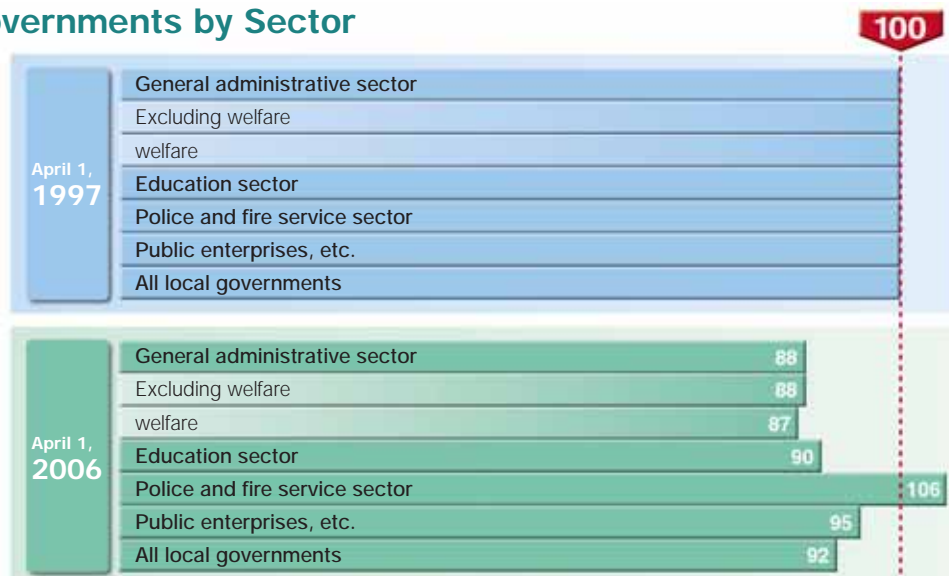 Governments by Sector
100
April 1,
1997
General administrative sector
Excluding welfare
welfare
Education sector
Police and fire service sector
Public enterprises, etc.
All local governments
April 1,
2006
General administrative sector 88
Excluding welfare 88
welfare 87
Education sector 90
Police and fire service sector 106
Public enterprises, etc. 95
All local governments 92